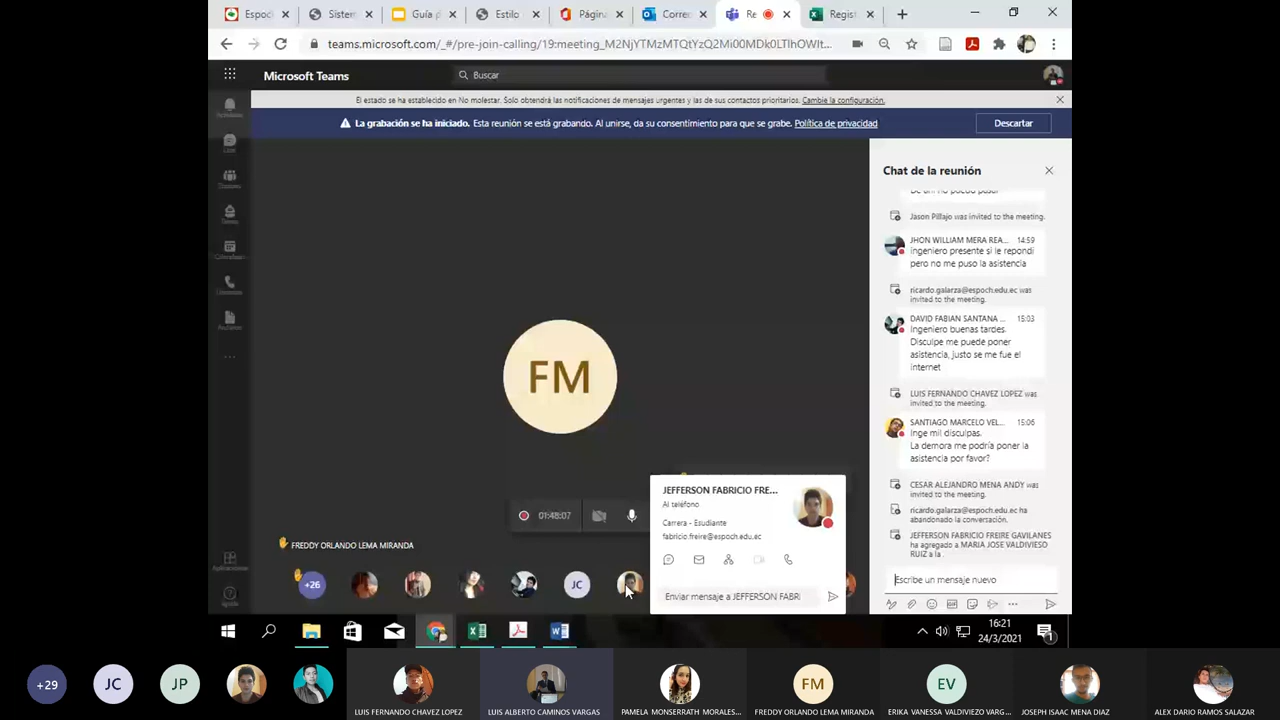 Espoch
Sistem
Guía d
Estilo
Página
Correo
Re
Regist
teams.microsoft.com/_#/pre-join-calling/19:meeting_M2NjYTMzMTQtYzQ2Mi00MDk0LTlhOWIt...
Microsoft Teams
Buscar
El estado se ha establecido en No molestar. Solo obtendrá las notificaciones de mensajes urgentes y las de sus contactos prioritarios. Cambie la configuración.
La grabación se ha iniciado. Esta reunión se está grabando. Al unirse, da su consentimiento para que se grabe. Política de privacidad
Descartar
Chat de la reunión
Jason Pillajo was invited to the meeting.
JHON WILLIAM MERA REA... 14:59
ingeniero presente si le repondi
pero no me puso la asistencia
ricardo.galarza@espoch.edu.ec was
invited to the meeting.
DAVID FABIAN SANTANA ... 15:03
Ingeniero buenas tardes.
Disculpe me puede poner
asistencia, justo se me fue el
internet
LUIS FERNANDO CHAVEZ LOPEZ was
invited to the meeting.
SANTIAGO MARCELO VEL... 15:06
Inge mil disculpas.
La demora me podría poner la
asistencia por favor?
CESAR ALEJANDRO MENA ANDY was
invited to the meeting.
ricardo.galarza@espoch.edu.ec ha
abandonado la conversación.
JEFFERSON FABRICIO FREIRE GAVILANES
ha agregado a MARIA JOSE VALDIVIESO
RUIZ a la .
Escribe un mensaje nuevo
FM
01:48:07
FREDDY ORLANDO LEMA MIRANDA
+26
JC
JEFFERSON FABRICIO FRE...
Al teléfono
Carrera - Esudiante
fabricio.freire@espoch.edu.ec
Enviar mensaje a JEFFERSON FABRI
16:21
24/3/2021
1
+29
JC
JP
FM
EV
LUIS FERNANDO CHAVEZ LOPEZ
LUIS ALBERTO CAMINOS VARGAS
PAMELA MONSERRATH MORALES...
FREDDY ORLANDO LEMA MIRANDA
ERIKA VANESSA VALDIVIEZO VARG...
JOSEPH ISAAC MENA DIAZ
ALEX DARIO RAMOS SALAZAR